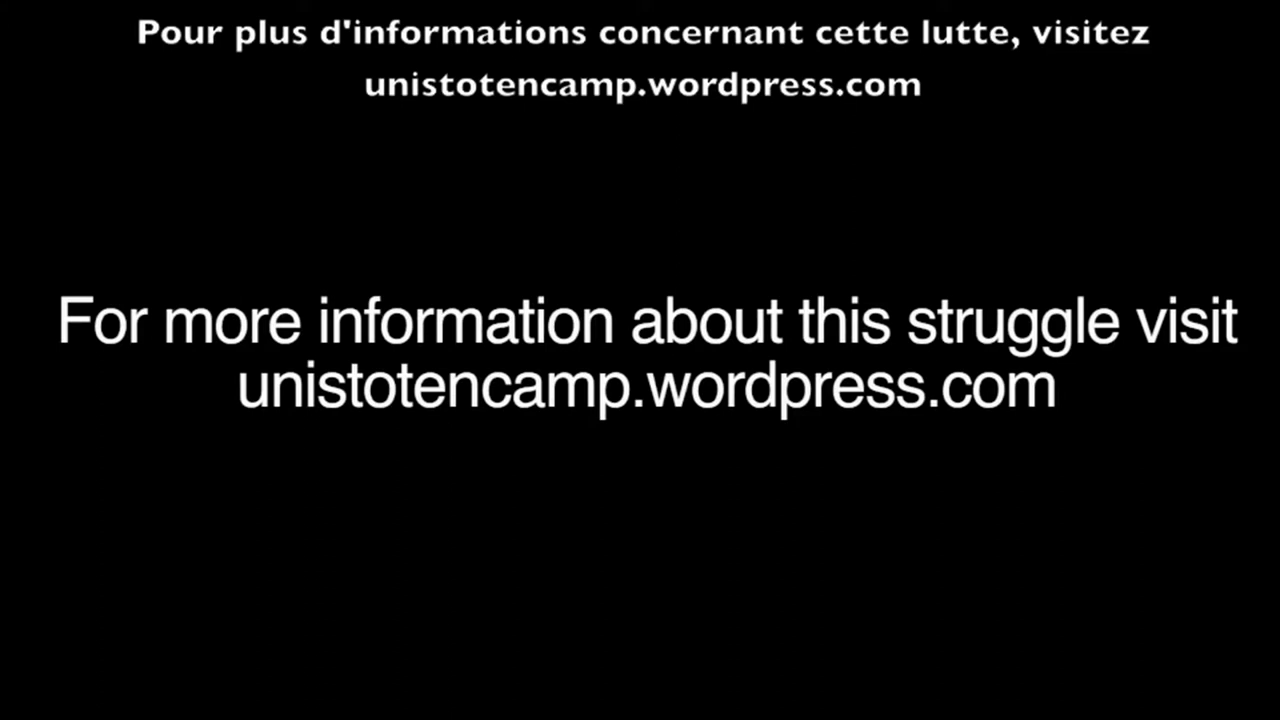 Pour plus d'informations concernant cette lutte, visitez
unistotencamp.wordpress.com
For more information about this struggle visit
unistotencamp.wordpress.com